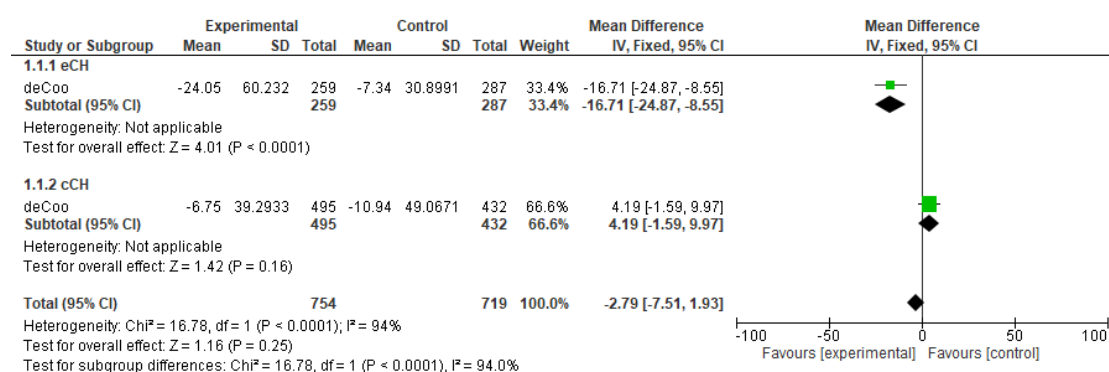 Experimental Control Mean Difference Mean Difference
Study or Subgroup Mean SD Total Mean SD Total Weight IV, Fixed, 95% CI IV, Fixed, 95% CI
1.1.1 eCH
deCoo -24.05 60.232 259 -7.34 30.8991 287 33.4% -16.71 [-24.87, -8.55]
Subtotal (95% CI) 259 287 33.4% -16.71 [-24.87, -8.55]
Heterogeneity: Not applicable
Test for overall effect: Z = 4.01 (P < 0.0001)
1.1.2 cCH
deCoo -6.75 39.2933 495 -10.94 49.0671 432 66.6% 4.19 [-1.59, 9.97]
Subtotal (95% CI) 495 432 66.6% 4.19 [-1.59, 9.97]
Heterogeneity: Not applicable
Test for overall effect: Z = 1.42 (P = 0.16)
Total (95% CI) 754 719 100.0% -2.79 [-7.51, 1.93]
Heterogeneity: Chi² = 16.78, df = 1 (P < 0.0001); I² = 94%
Test for overall effect: Z = 1.16 (P = 0.25)
Test for subgroup differences: Chi² = 16.78, df = 1 (P < 0.0001), I² = 94.0%
-100 -50 0 50 100
Favours [experimental] Favours [control]